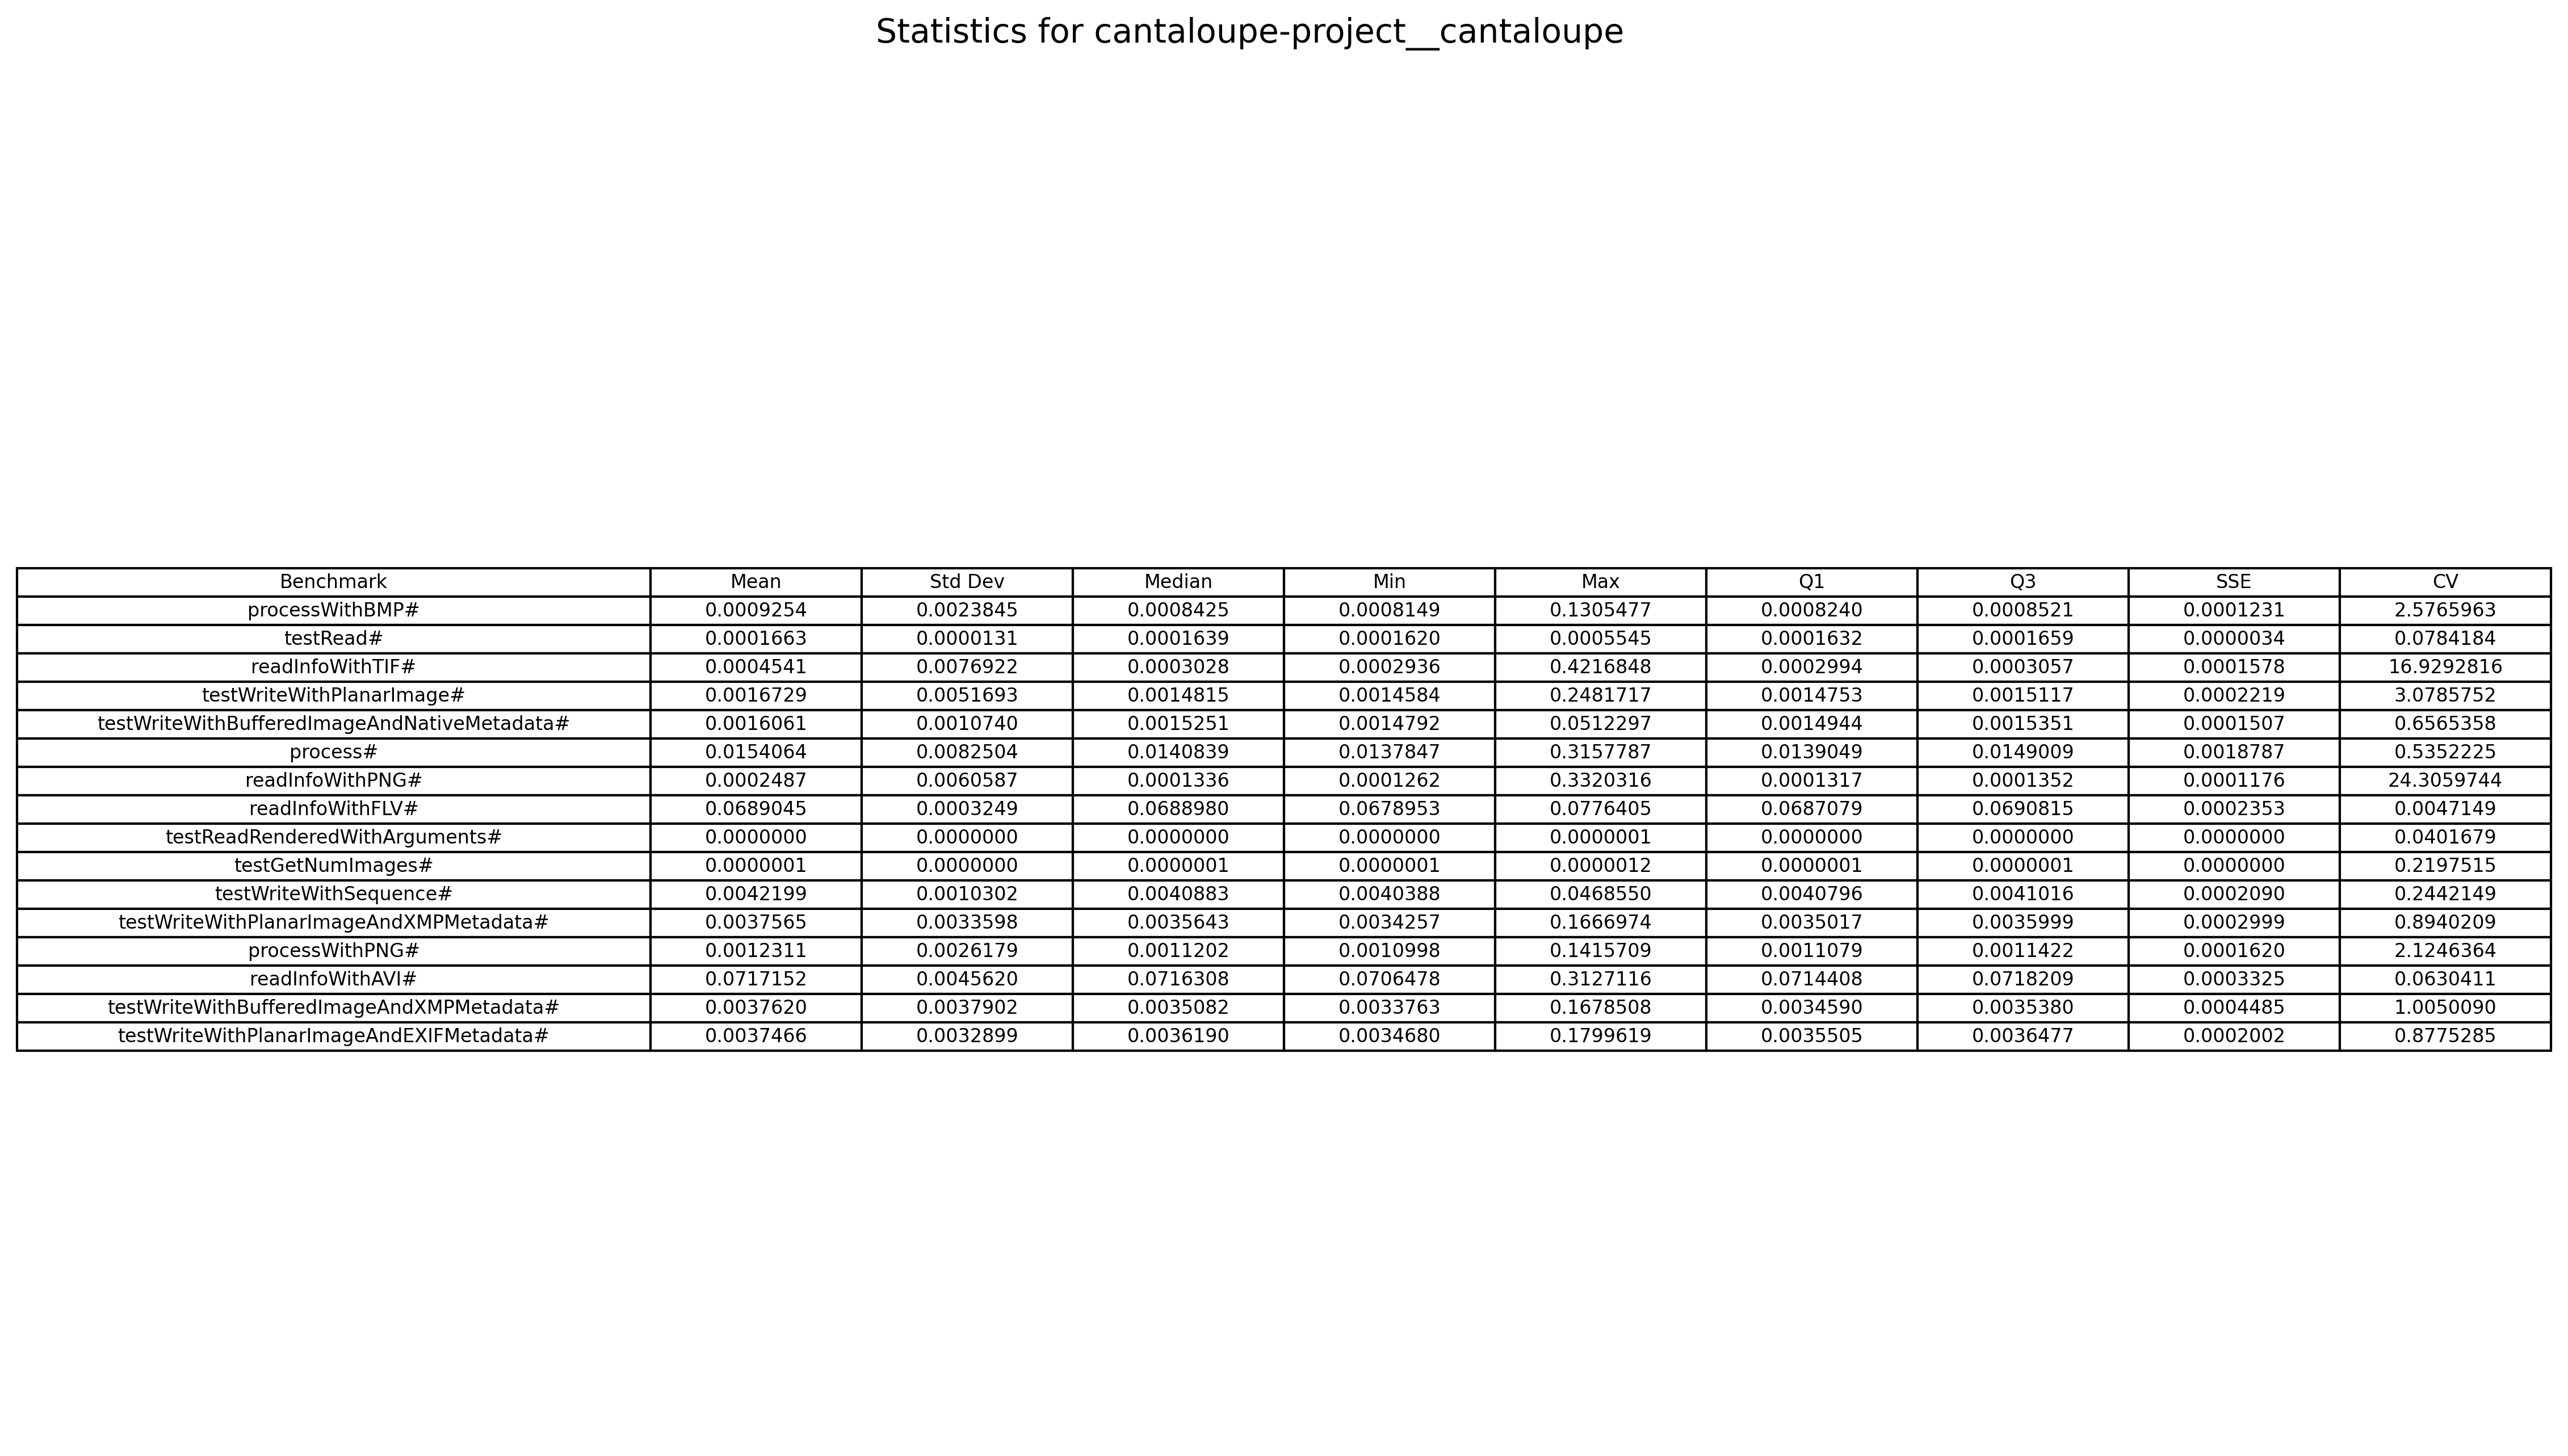 Statistics for cantaloupe-project__cantaloupe
Benchmark Mean Std Dev Median Min Max Q1 Q3 SSE CV
processWithBMP# 0.0009254 0.0023845 0.0008425 0.0008149 0.1305477 0.0008240 0.0008521 0.0001231 2.5765963
testRead# 0.0001663 0.0000131 0.0001639 0.0001620 0.0005545 0.0001632 0.0001659 0.0000034 0.0784184
readInfoWithTIF# 0.0004541 0.0076922 0.0003028 0.0002936 0.4216848 0.0002994 0.0003057 0.0001578 16.9292816
testWriteWithPlanarImage# 0.0016729 0.0051693 0.0014815 0.0014584 0.2481717 0.0014753 0.0015117 0.0002219 3.0785752
testWriteWithBufferedImageAndNativeMetadata# 0.0016061 0.0010740 0.0015251 0.0014792 0.0512297 0.0014944 0.0015351 0.0001507 0.6565358
process# 0.0154064 0.0082504 0.0140839 0.0137847 0.3157787 0.0139049 0.0149009 0.0018787 0.5352225
readInfoWithPNG# 0.0002487 0.0060587 0.0001336 0.0001262 0.3320316 0.0001317 0.0001352 0.0001176 24.3059744
readInfoWithFLV# 0.0689045 0.0003249 0.0688980 0.0678953 0.0776405 0.0687079 0.0690815 0.0002353 0.0047149
testReadRenderedWithArguments# 0.0000000 0.0000000 0.0000000 0.0000000 0.0000001 0.0000000 0.0000000 0.0000000 0.0401679
testGetNumImages# 0.0000001 0.0000000 0.0000001 0.0000001 0.0000012 0.0000001 0.0000001 0.0000000 0.2197515
testWriteWithSequence# 0.0042199 0.0010302 0.0040883 0.0040388 0.0468550 0.0040796 0.0041016 0.0002090 0.2442149
testWriteWithPlanarImageAndXMPMetadata# 0.0037565 0.0033598 0.0035643 0.0034257 0.1666974 0.0035017 0.0035999 0.0002999 0.8940209
processWithPNG# 0.0012311 0.0026179 0.0011202 0.0010998 0.1415709 0.0011079 0.0011422 0.0001620 2.1246364
readInfoWithAVI# 0.0717152 0.0045620 0.0716308 0.0706478 0.3127116 0.0714408 0.0718209 0.0003325 0.0630411
testWriteWithBufferedImageAndXMPMetadata# 0.0037620 0.0037902 0.0035082 0.0033763 0.1678508 0.0034590 0.0035380 0.0004485 1.0050090
testWriteWithPlanarImageAndEXIFMetadata# 0.0037466 0.0032899 0.0036190 0.0034680 0.1799619 0.0035505 0.0036477 0.0002002 0.8775285